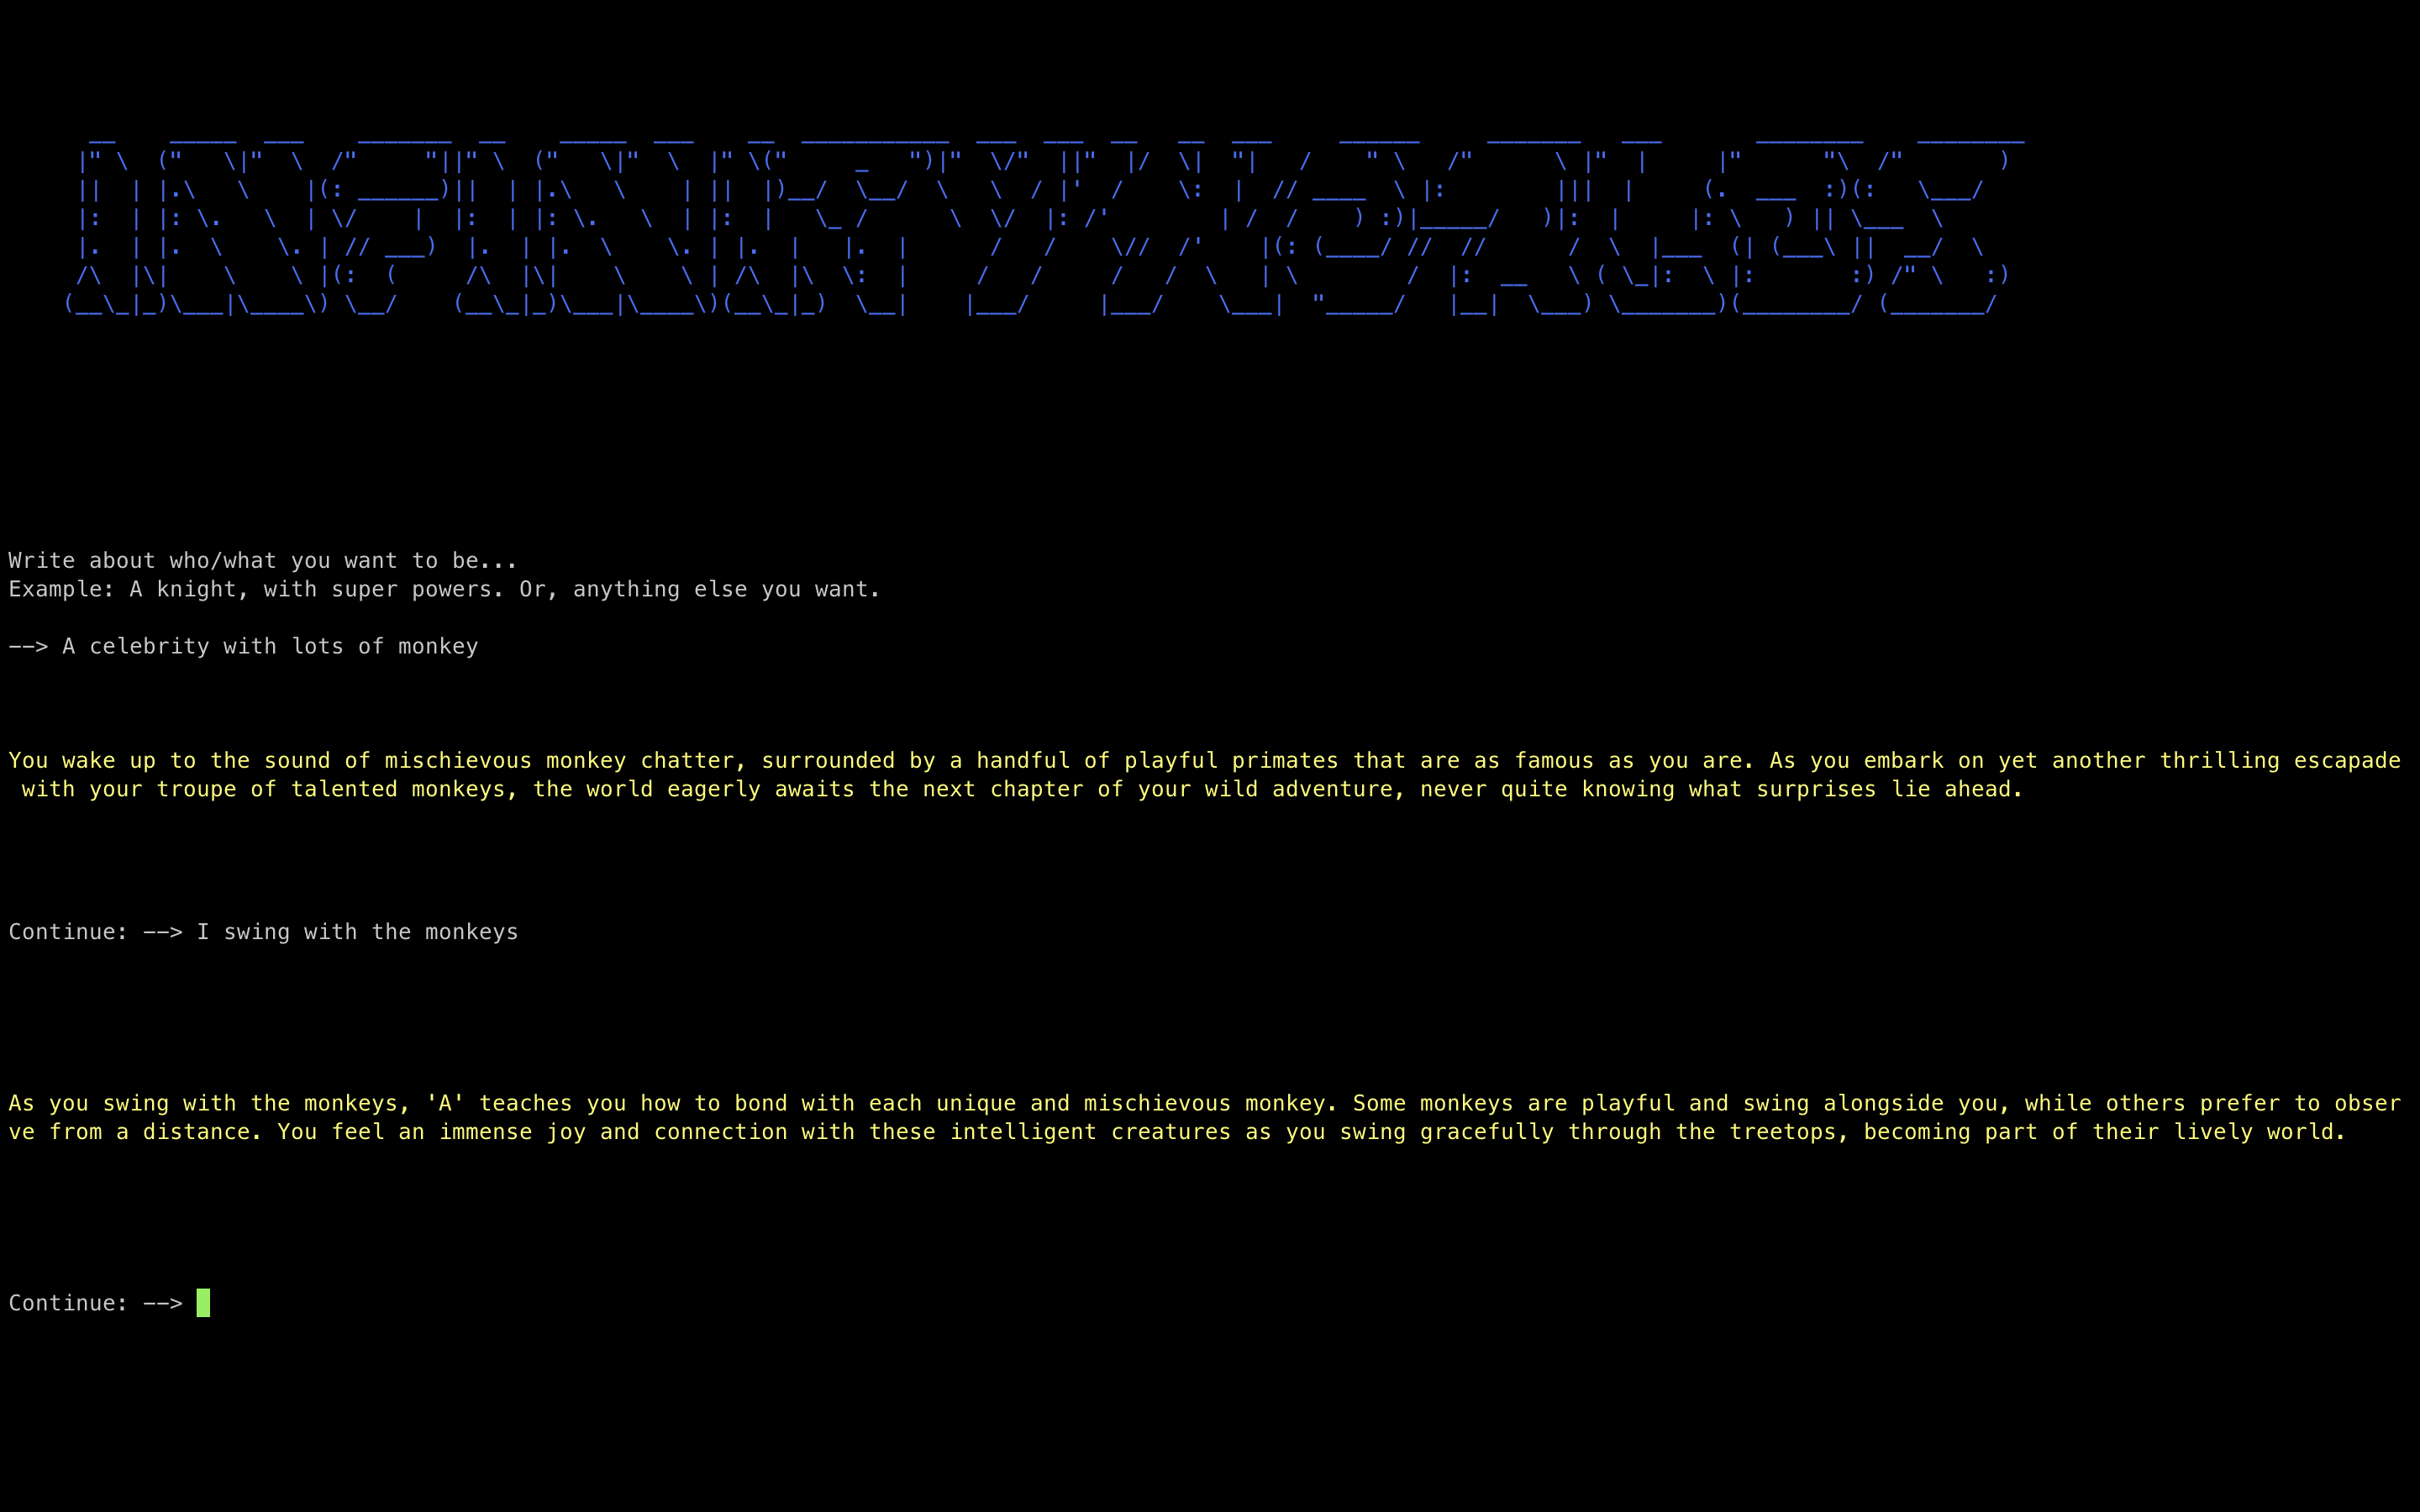 Write about who/what you want to be...
Example: A knight, with super powers. Or, anything else you want.
--> A celebrity with lots of monkey
You wake up to the sound of mischievous monkey chatter, surrounded by a handful of playful primates that are as famous as you are. As you embark on yet another thrilling escapade
with your troupe of talented monkeys, the world eagerly awaits the next chapter of your wild adventure, never quite knowing what surprises lie ahead.
Continue: --> I swing with the monkeys
As you swing with the monkeys, 'A' teaches you how to bond with each unique and mischievous monkey. Some monkeys are playful and swing alongside you, while others prefer to obser
ve from a distance. You feel an immense joy and connection with these intelligent creatures as you swing gracefully through the treetops, becoming part of their lively world.
Continue: -->